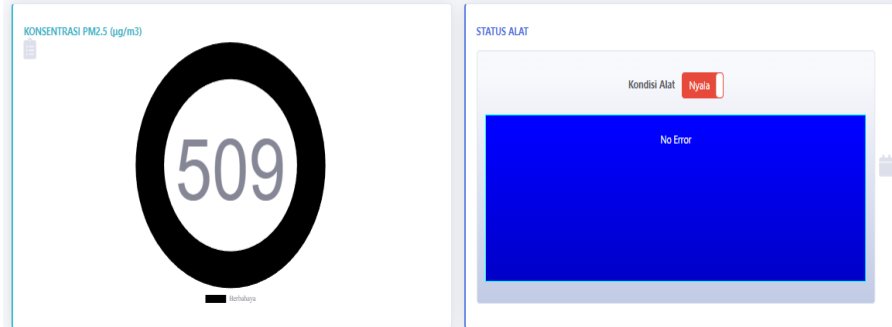 KONSENTRASI PM2.5 (µg/m3)
509
Berbahaya
STATUS ALAT
Kondisi Alat Nyala
No Error